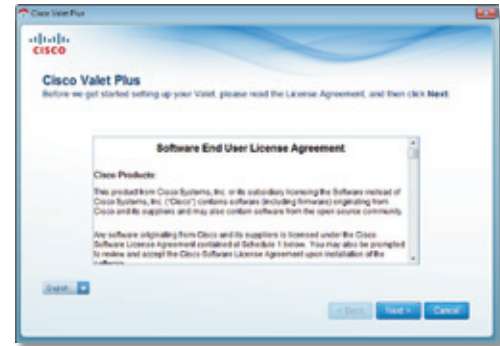 Cisco Valet Plus
CISCO
Cisco Valet Plus
Before we get started setting up your Valet, please read the License Agreement, and then click Next.
Software End User License Agreement
Cisco Products:
This product from Cisco Systems, Inc. or its subsidiary licensing the Software instead of
Cisco Systems, Inc. ("Cisco") contains software (including firmware) originating from
Cisco and its suppliers and may also contain software from the open source community.
Any software originating from Cisco and its suppliers is licensed under the Cisco
Software License Agreement contained at Schedule 1 below. You may also be prompted
to review and accept the Cisco Software License Agreement upon installation of the
software.
English
< Back
Next >
Cancel